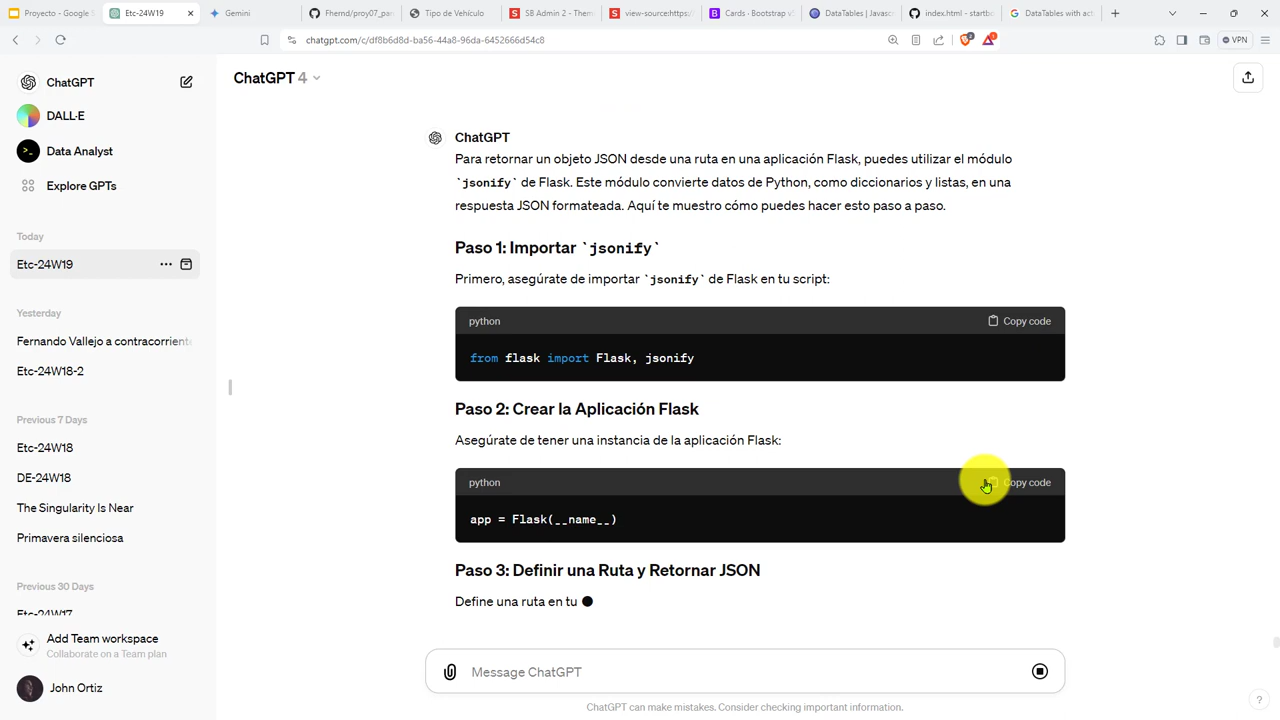 Proyecto - Google S
Etc-24W19
Gemini
Fhernd/proy07_par
Tipo de Vehículo
SB Admin 2 - Them
view-source:https:/
Cards · Bootstrap v5
DataTables | Javasc
index.html - startbo
DataTables with act
chatgpt.com/c/df8b6d8d-ba56-44a8-96da-6452666d54c8
2
1
VPN
ChatGPT
DALL·E
Data Analyst
Explore GPTs
Today
Etc-24W19
Yesterday
Fernando Vallejo a contracorriente
Etc-24W18-2
Previous 7 Days
Etc-24W18
DE-24W18
The Singularity Is Near
Primavera silenciosa
Previous 30 Days
Etc-24W17
Add Team workspace
Collaborate on a Team plan
John Ortiz
ChatGPT 4
ChatGPT
Para retornar un objeto JSON desde una ruta en una aplicación Flask, puedes utilizar el módulo
`jsonify` de Flask. Este módulo convierte datos de Python, como diccionarios y listas, en una
respuesta JSON formateada. Aquí te muestro cómo puedes hacer esto paso a paso.
Paso 1: Importar `jsonify`
Primero, asegúrate de importar `jsonify` de Flask en tu script:
python
Copy code
from flask import Flask, jsonify
Paso 2: Crear la Aplicación Flask
Asegúrate de tener una instancia de la aplicación Flask:
python
Copy code
app = Flask(__name__)
Paso 3: Definir una Ruta y Retornar JSON
Define una ruta en tu
Message ChatGPT
ChatGPT can make mistakes. Consider checking important information.
?